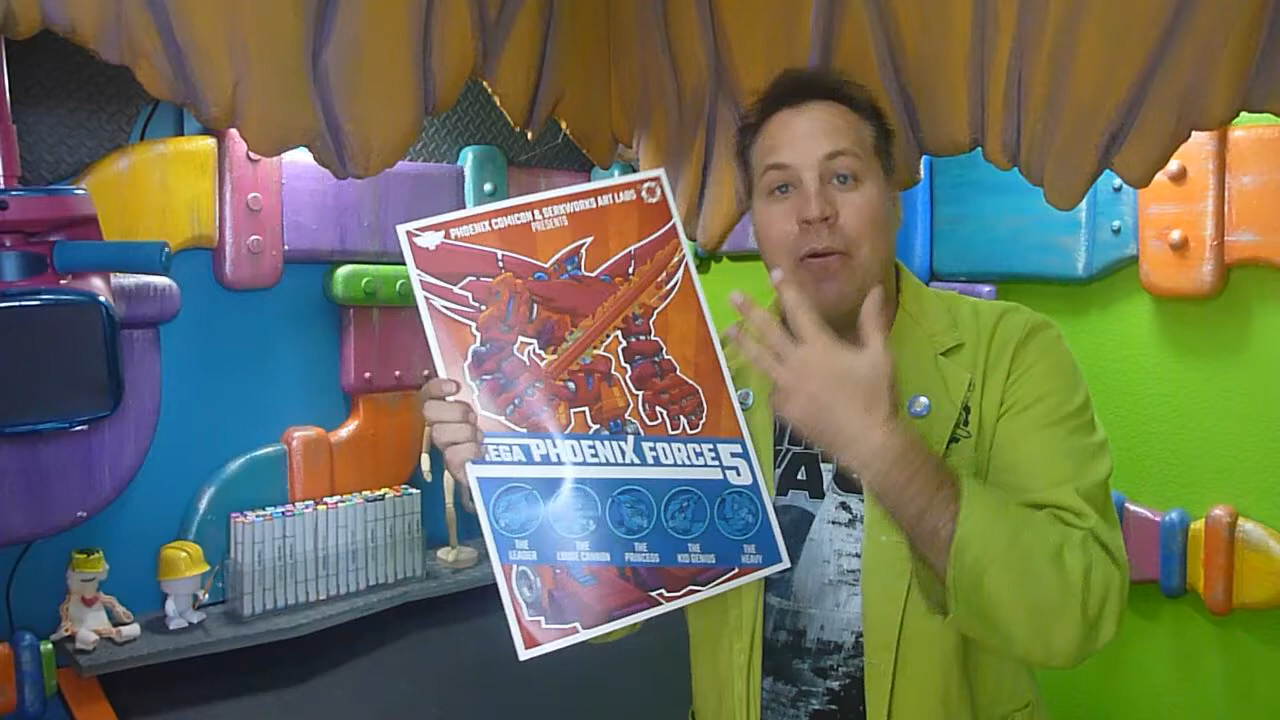 PHOENIX COMICON & SERKWORKS ART LABS
PRESENTS
MEGA PHOENIX FORCE 5
THE LEADER
THE LOOSE CANNON
THE PRINCESS
THE KID GENIUS
THE HEAVY